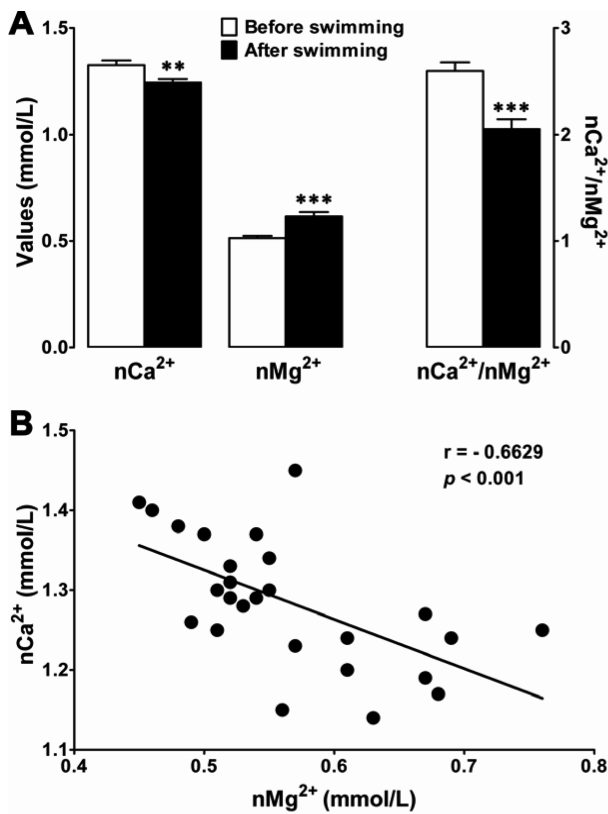 A
Before swimming
After swimming
Values (mmol/L)
1.5
1.0
0.5
0.0
**
***
***
3
2
1
0
nCa²⁺/nMg²⁺
nCa²⁺
nMg²⁺
nCa²⁺/nMg²⁺
B
r = - 0.6629
p < 0.001
nCa²⁺ (mmol/L)
1.5
1.4
1.3
1.2
1.1
0.4
0.5
0.6
0.7
0.8
nMg²⁺ (mmol/L)